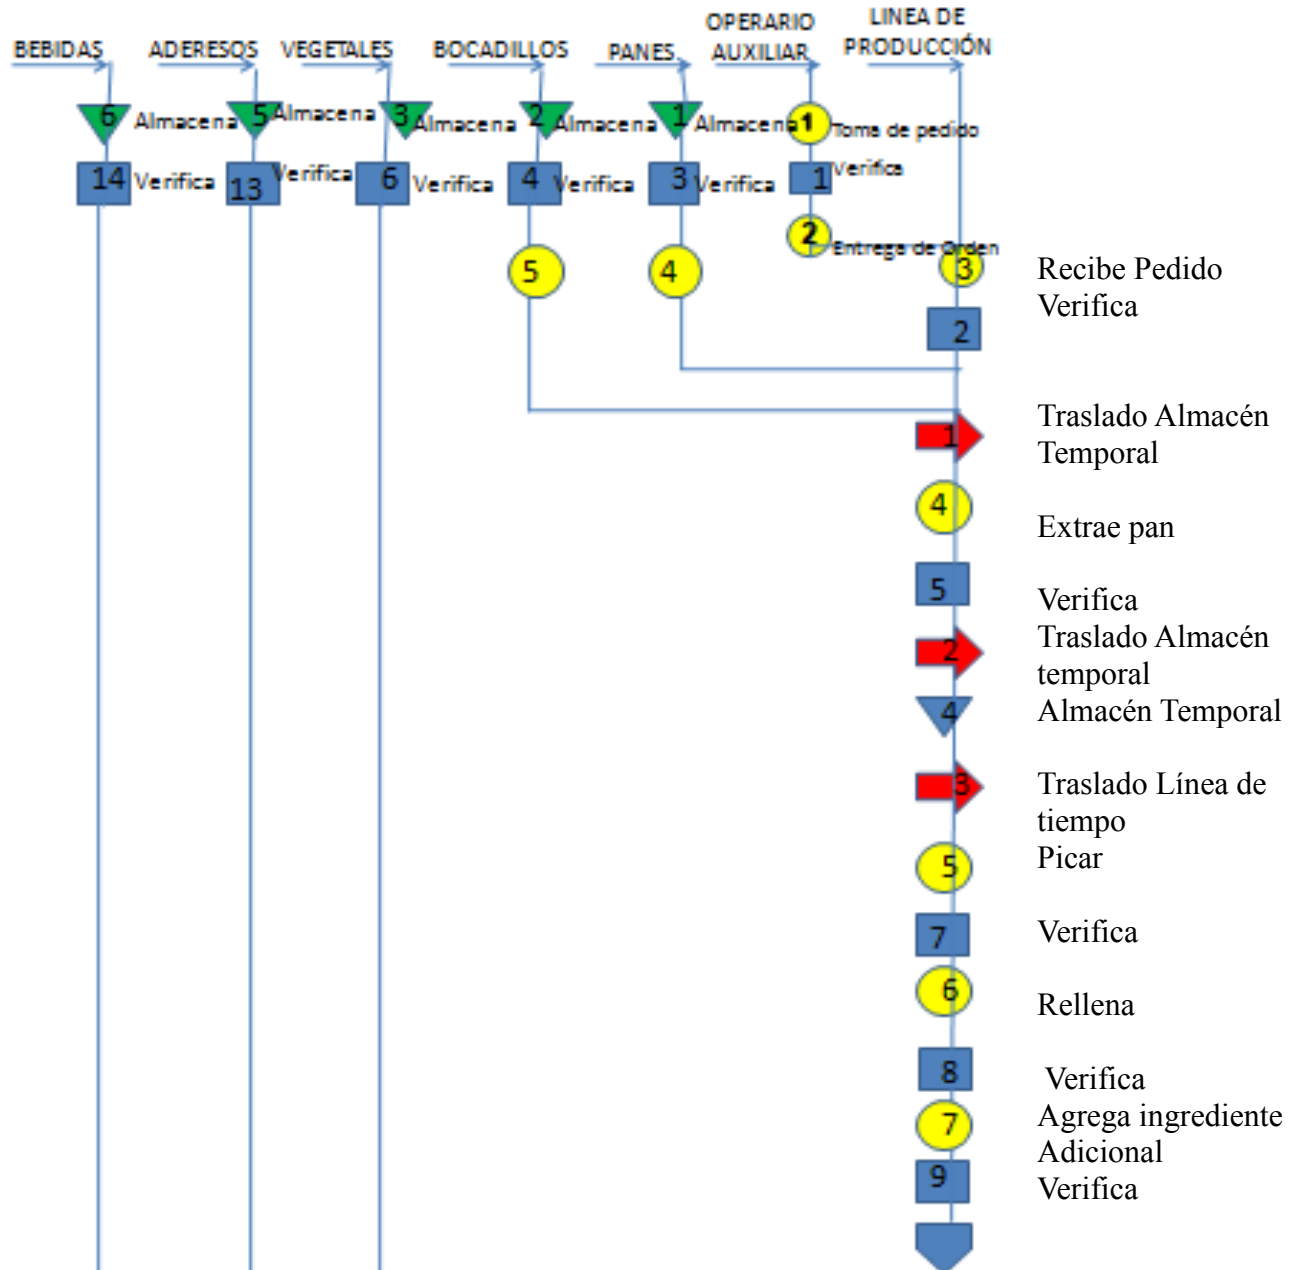 OPERARIO
AUXILIAR
LINEA DE
PRODUCCIÓN
BEBIDAS
ADERESOS
VEGETALES
BOCADILLOS
PANES
6
Almacena
5
Almacena
3
Almacena
2
Almacena
1
Almacena
1
Toma de pedido
14
Verifica
13
Verifica
6
Verifica
4
Verifica
3
Verifica
1
Verifica
2
Entrega de Orden
5
4
3
Recibe Pedido
Verifica
2
1
Traslado Almacén
Temporal
4
Extrae pan
5
Verifica
2
Traslado Almacén
temporal
4
Almacén Temporal
3
Traslado Línea de
tiempo
5
Picar
7
Verifica
6
Rellena
8
Verifica
7
Agrega ingrediente
Adicional
9
Verifica